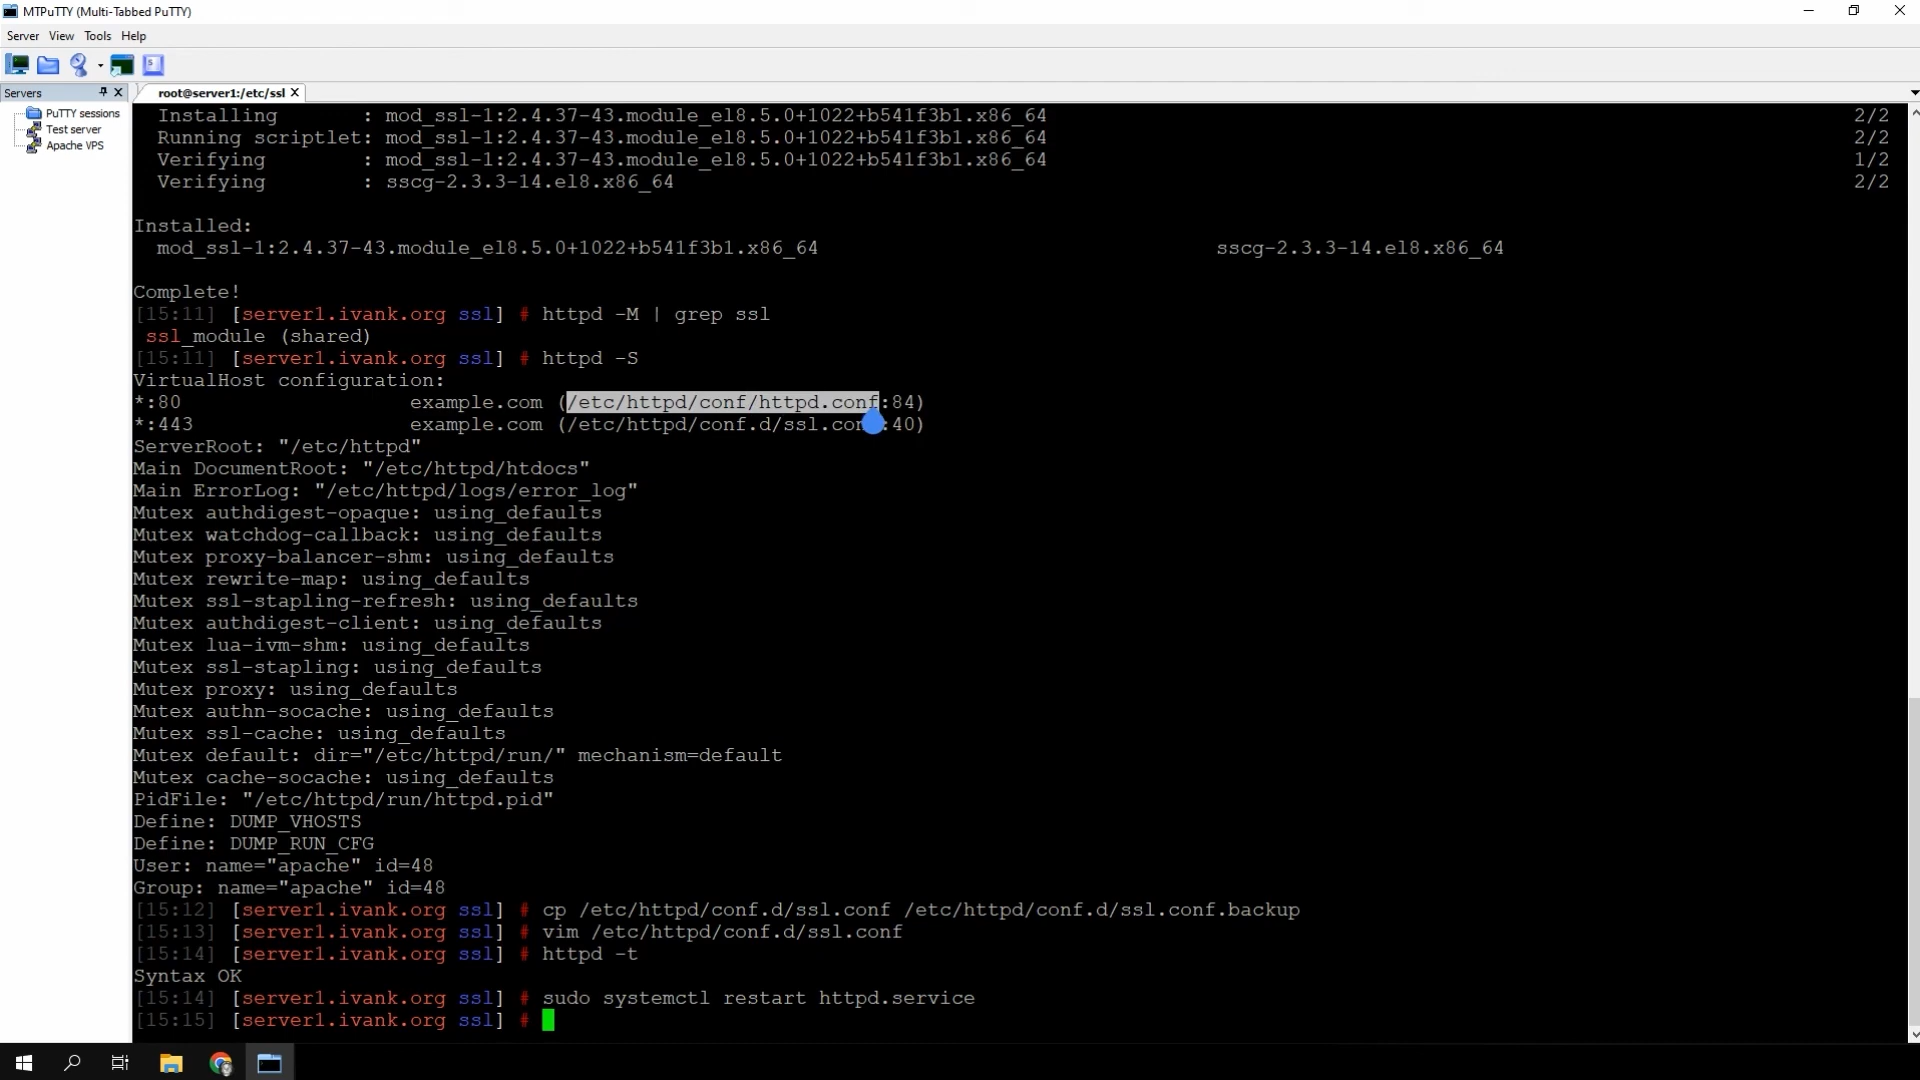 MTPuTTY (Multi-Tabbed PuTTY)
Server View Tools Help
Servers
PuTTY sessions
Test server
Apache VPS
root@server1:/etc/ssl
Installing : mod_ssl-1:2.4.37-43.module_el8.5.0+1022+b541f3b1.x86_64 2/2
Running scriptlet: mod_ssl-1:2.4.37-43.module_el8.5.0+1022+b541f3b1.x86_64 2/2
Verifying : mod_ssl-1:2.4.37-43.module_el8.5.0+1022+b541f3b1.x86_64 1/2
Verifying : sscg-2.3.3-14.el8.x86_64 2/2
Installed:
mod_ssl-1:2.4.37-43.module_el8.5.0+1022+b541f3b1.x86_64 sscg-2.3.3-14.el8.x86_64
Complete!
[15:11] [server1.ivank.org ssl] # httpd -M | grep ssl
ssl_module (shared)
[15:11] [server1.ivank.org ssl] # httpd -S
VirtualHost configuration:
*:80 example.com (/etc/httpd/conf/httpd.conf:84)
*:443 example.com (/etc/httpd/conf.d/ssl.conf:40)
ServerRoot: "/etc/httpd"
Main DocumentRoot: "/etc/httpd/htdocs"
Main ErrorLog: "/etc/httpd/logs/error_log"
Mutex authdigest-opaque: using_defaults
Mutex watchdog-callback: using_defaults
Mutex proxy-balancer-shm: using_defaults
Mutex rewrite-map: using_defaults
Mutex ssl-stapling-refresh: using_defaults
Mutex authdigest-client: using_defaults
Mutex lua-ivm-shm: using_defaults
Mutex ssl-stapling: using_defaults
Mutex proxy: using_defaults
Mutex authn-socache: using_defaults
Mutex ssl-cache: using_defaults
Mutex default: dir="/etc/httpd/run/" mechanism=default
Mutex cache-socache: using_defaults
PidFile: "/etc/httpd/run/httpd.pid"
Define: DUMP_VHOSTS
Define: DUMP_RUN_CFG
User: name="apache" id=48
Group: name="apache" id=48
[15:12] [server1.ivank.org ssl] # cp /etc/httpd/conf.d/ssl.conf /etc/httpd/conf.d/ssl.conf.backup
[15:13] [server1.ivank.org ssl] # vim /etc/httpd/conf.d/ssl.conf
[15:14] [server1.ivank.org ssl] # httpd -t
Syntax OK
[15:14] [server1.ivank.org ssl] # sudo systemctl restart httpd.service
[15:15] [server1.ivank.org ssl] #